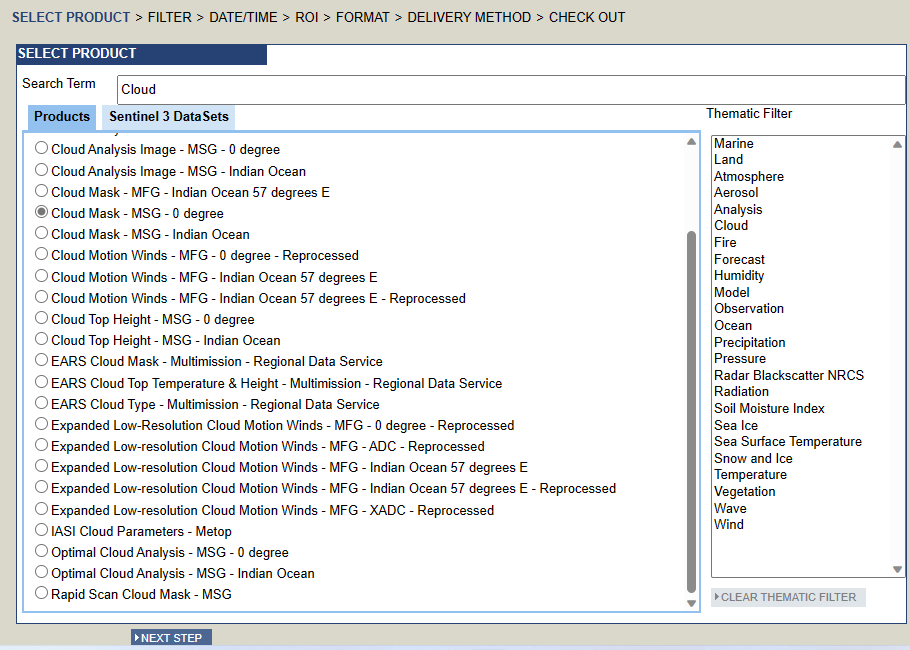 SELECT PRODUCT > FILTER > DATE/TIME > ROI > FORMAT > DELIVERY METHOD > CHECK OUT
SELECT PRODUCT
Search Term
Cloud
Products
Sentinel 3 DataSets
Cloud Analysis Image - MSG - 0 degree
Cloud Analysis Image - MSG - Indian Ocean
Cloud Mask - MFG - Indian Ocean 57 degrees E
Cloud Mask - MSG - 0 degree
Cloud Mask - MSG - Indian Ocean
Cloud Motion Winds - MFG - 0 degree - Reprocessed
Cloud Motion Winds - MFG - Indian Ocean 57 degrees E
Cloud Motion Winds - MFG - Indian Ocean 57 degrees E - Reprocessed
Cloud Top Height - MSG - 0 degree
Cloud Top Height - MSG - Indian Ocean
EARS Cloud Mask - Multimission - Regional Data Service
EARS Cloud Top Temperature & Height - Multimission - Regional Data Service
EARS Cloud Type - Multimission - Regional Data Service
Expanded Low-Resolution Cloud Motion Winds - MFG - 0 degree - Reprocessed
Expanded Low-resolution Cloud Motion Winds - MFG - ADC - Reprocessed
Expanded Low-resolution Cloud Motion Winds - MFG - Indian Ocean 57 degrees E
Expanded Low-resolution Cloud Motion Winds - MFG - Indian Ocean 57 degrees E - Reprocessed
Expanded Low-resolution Cloud Motion Winds - MFG - XADC - Reprocessed
IASI Cloud Parameters - Metop
Optimal Cloud Analysis - MSG - 0 degree
Optimal Cloud Analysis - MSG - Indian Ocean
Rapid Scan Cloud Mask - MSG
Thematic Filter
Marine
Land
Atmosphere
Aerosol
Analysis
Cloud
Fire
Forecast
Humidity
Model
Observation
Ocean
Precipitation
Pressure
Radar Blackscatter NRCS
Radiation
Soil Moisture Index
Sea Ice
Sea Surface Temperature
Snow and Ice
Temperature
Vegetation
Wave
Wind
CLEAR THEMATIC FILTER
NEXT STEP